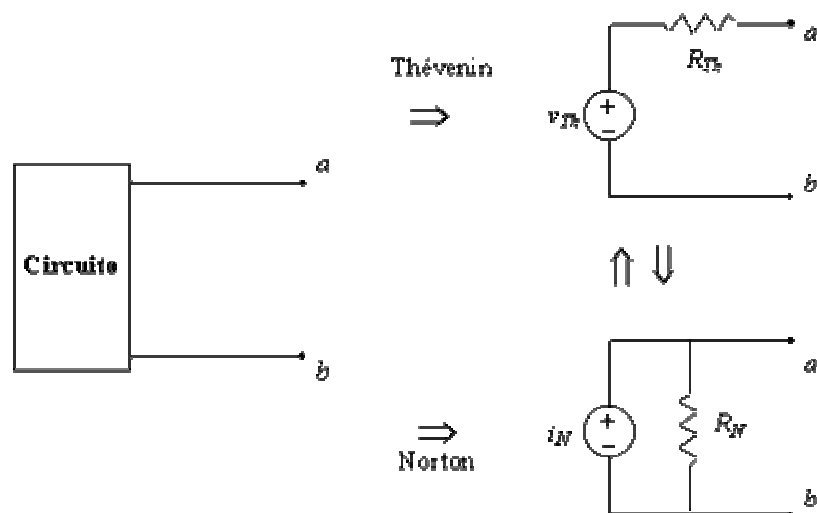 Thévenin
⇒
a
R_Th
v_Th
+
−
b
Circuito
a
b
⇑ ⇓
⇒
Norton
a
i_N
+
−
R_N
b